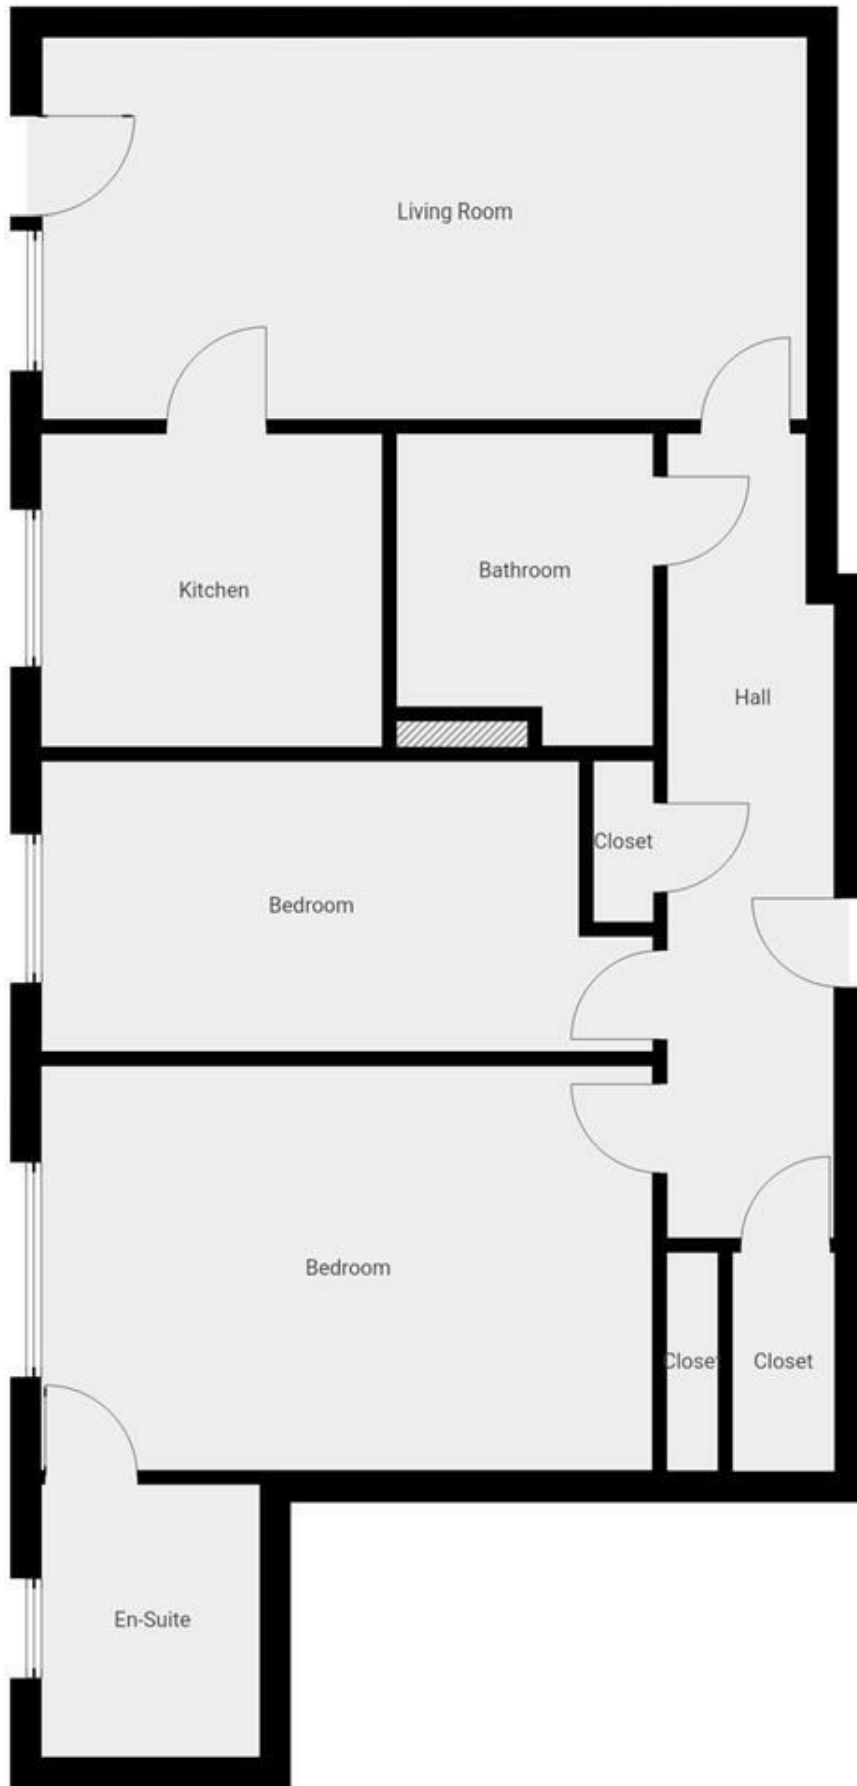 Living Room
Kitchen
Bathroom
Hall
Closet
Bedroom
Bedroom
Closet
Closet
En-Suite